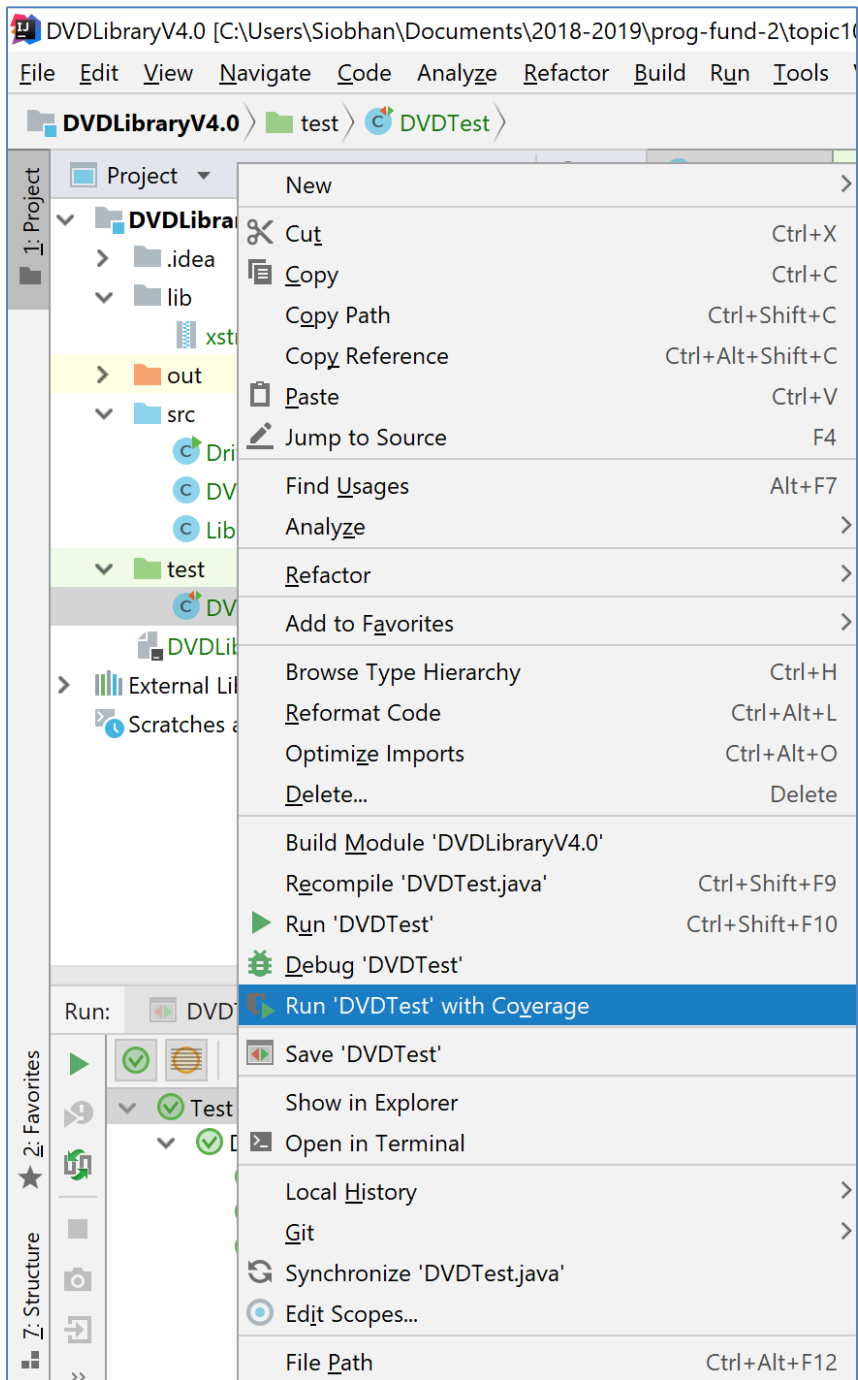 DVDLibraryV4.0 [C:\Users\Siobhan\Documents\2018-2019\prog-fund-2\topic10
File Edit View Navigate Code Analyze Refactor Build Run Tools
DVDLibraryV4.0 test DVDTest
1: Project
Project
DVDLibrar
.idea
lib
xstr
out
src
Dri
DV
Lib
test
DV
DVDLib
External Lib
Scratches a
New
Cut Ctrl+X
Copy Ctrl+C
Copy Path Ctrl+Shift+C
Copy Reference Ctrl+Alt+Shift+C
Paste Ctrl+V
Jump to Source F4
Find Usages Alt+F7
Analyze
Refactor
Add to Favorites
Browse Type Hierarchy Ctrl+H
Reformat Code Ctrl+Alt+L
Optimize Imports Ctrl+Alt+O
Delete... Delete
Build Module 'DVDLibraryV4.0'
Recompile 'DVDTest.java' Ctrl+Shift+F9
Run 'DVDTest' Ctrl+Shift+F10
Debug 'DVDTest'
Run 'DVDTest' with Coverage
Save 'DVDTest'
Show in Explorer
Open in Terminal
Local History
Git
Synchronize 'DVDTest.java'
Edit Scopes...
File Path Ctrl+Alt+F12
Run: DVDT
Test
D
2: Favorites
7: Structure